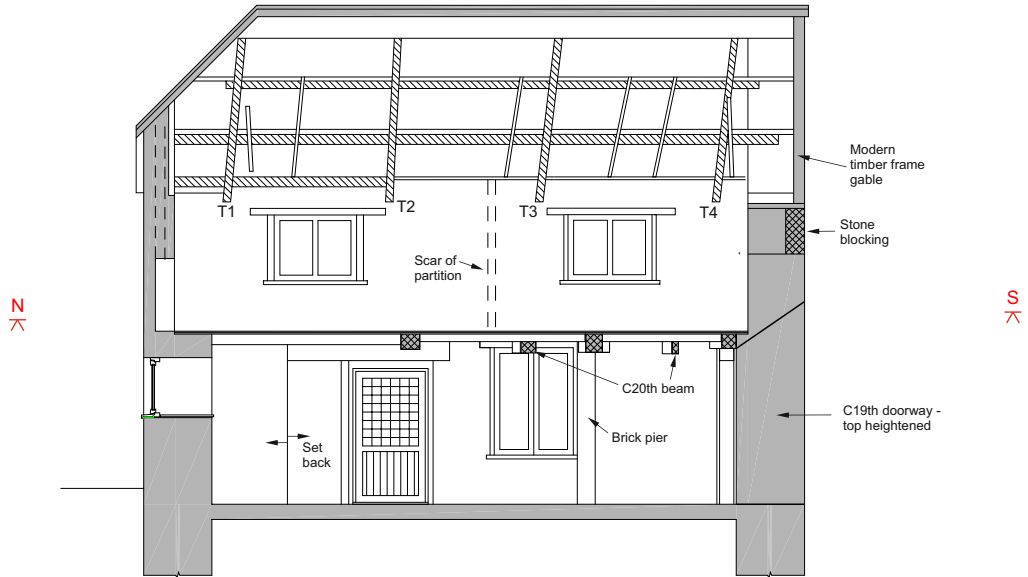 Modern
timber frame
gable
T1
T2
T3
T4
Stone
blocking
Scar of
partition
N
S
C20th beam
C19th doorway -
top heightened
Brick pier
Set
back